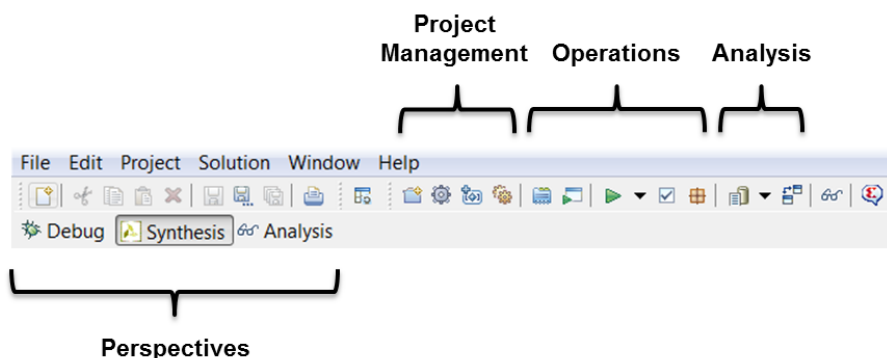 Project
Management Operations Analysis
File Edit Project Solution Window Help
Debug Synthesis Analysis
Perspectives